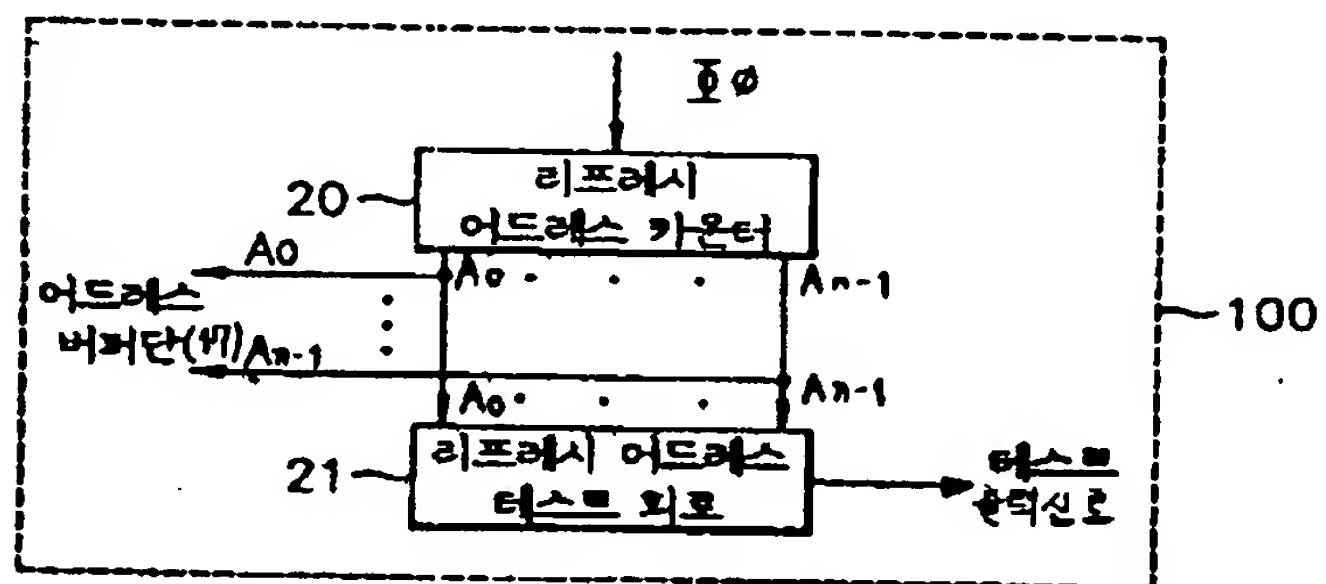 Φø
20
리프레시
어드레스 카운터
A0
A0 · · · An-1
어드레스
버퍼단(17)
An-1
100
A0 · · · An-1
21
리프레시 어드레스
테스트 회로
테스트
출력신호